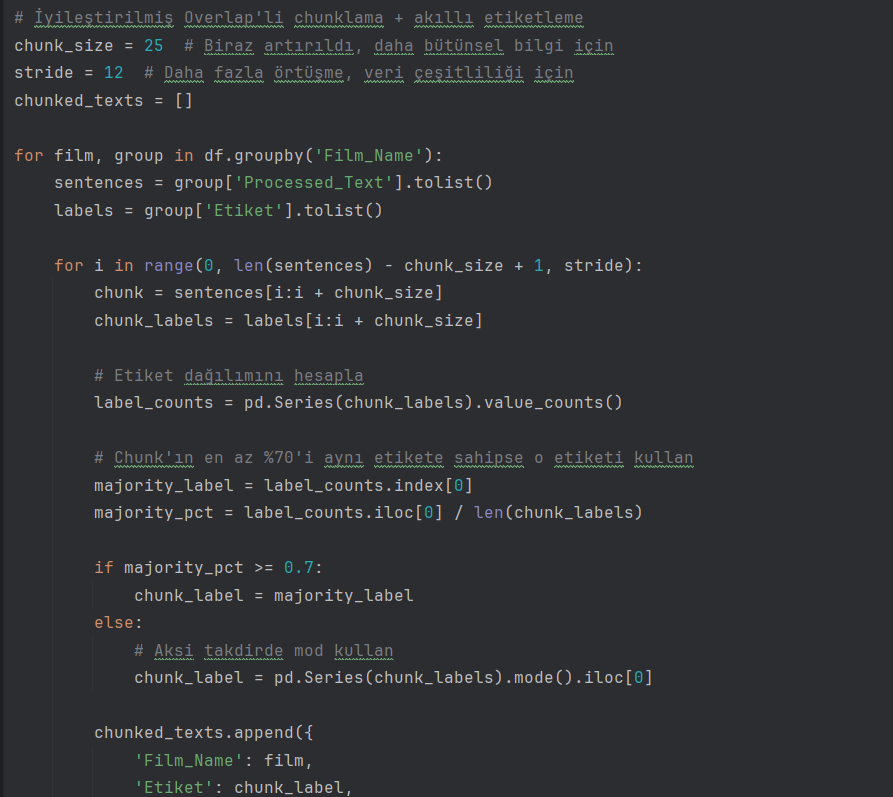 # İyileştirilmiş Overlap'li chunklama + akıllı etiketleme
chunk_size = 25  # Biraz artırıldı, daha bütünsel bilgi için
stride = 12  # Daha fazla örtüşme, veri çeşitliliği için
chunked_texts = []

for film, group in df.groupby('Film_Name'):
    sentences = group['Processed_Text'].tolist()
    labels = group['Etiket'].tolist()

    for i in range(0, len(sentences) - chunk_size + 1, stride):
        chunk = sentences[i:i + chunk_size]
        chunk_labels = labels[i:i + chunk_size]

        # Etiket dağılımını hesapla
        label_counts = pd.Series(chunk_labels).value_counts()

        # Chunk'ın en az %70'i aynı etikete sahipse o etiketi kullan
        majority_label = label_counts.index[0]
        majority_pct = label_counts.iloc[0] / len(chunk_labels)

        if majority_pct >= 0.7:
            chunk_label = majority_label
        else:
            # Aksi takdirde mod kullan
            chunk_label = pd.Series(chunk_labels).mode().iloc[0]

        chunked_texts.append({
            'Film_Name': film,
            'Etiket': chunk_label,